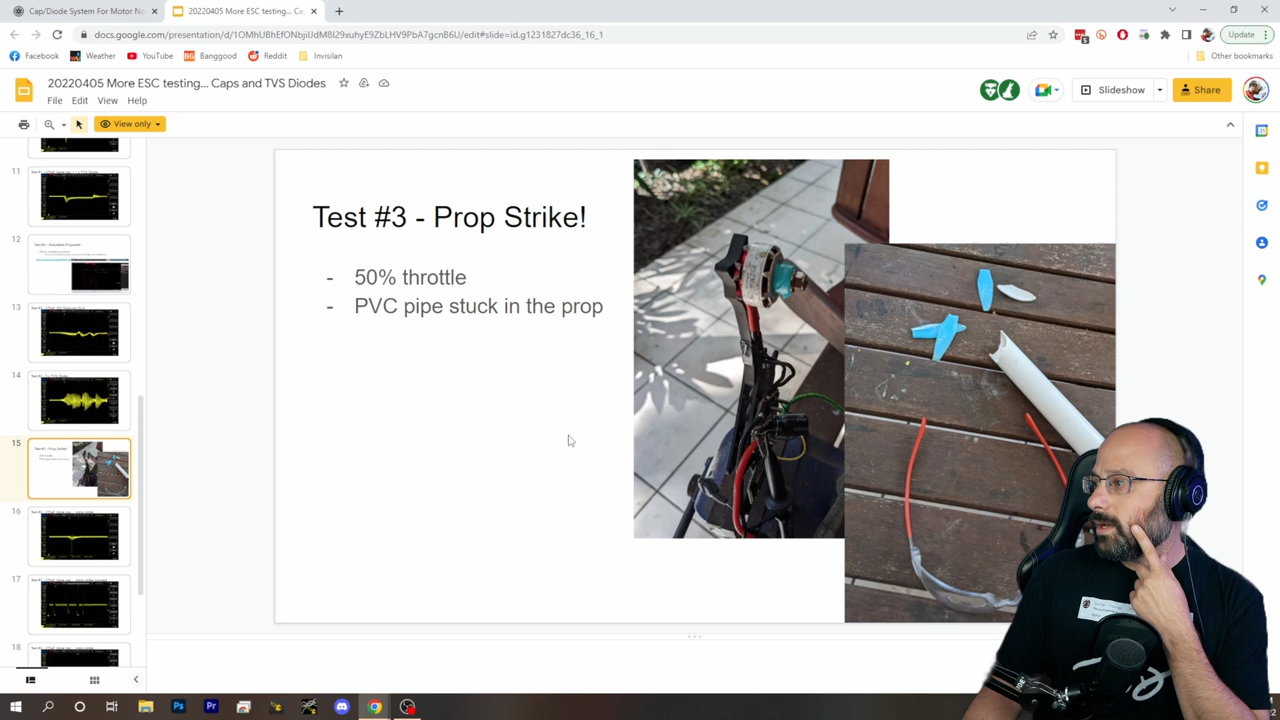 Cap/Diode System For Motor No
20220405 More ESC testing... Ca
docs.google.com/presentation/d/1OMhUBhEfONbjiUdM8I29xuhyE9ZbLHV9PbA7gcnB6U/edit#slide=id.g1231827dc36_16_1
Update
Facebook
Weather
YouTube
BG Banggood
Reddit
Invisilan
Other bookmarks
20220405 More ESC testing... Caps and TVS Diodes
File Edit View Help
Slideshow
Share
View only
11
12
13
14
15
16
17
18
Test #3 - Prop Strike!
- 50% throttle
- PVC pipe stuck in the prop